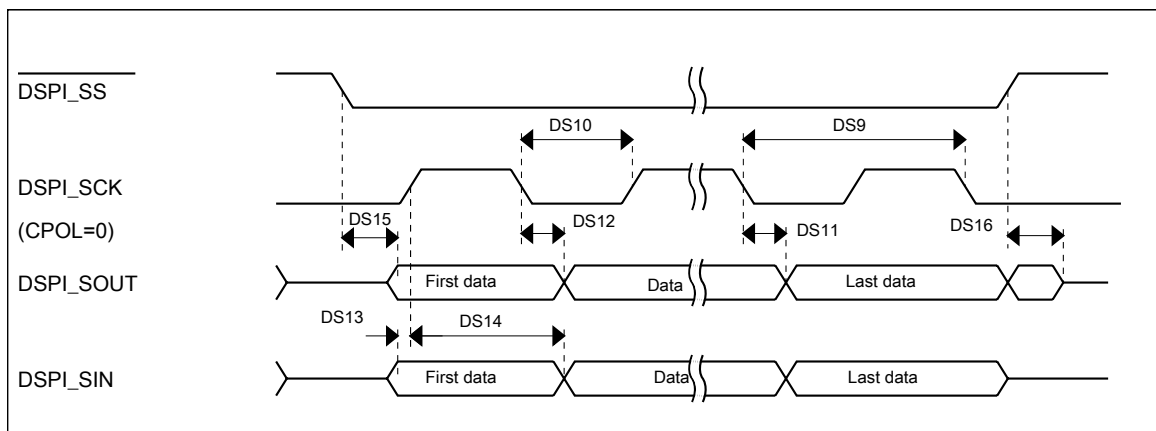 DSPI_SS
DS10
DS9
DSPI_SCK
(CPOL=0)
DS15
DS12
DS11
DS16
DSPI_SOUT
First data
Data
Last data
DS13
DS14
DSPI_SIN
First data
Data
Last data